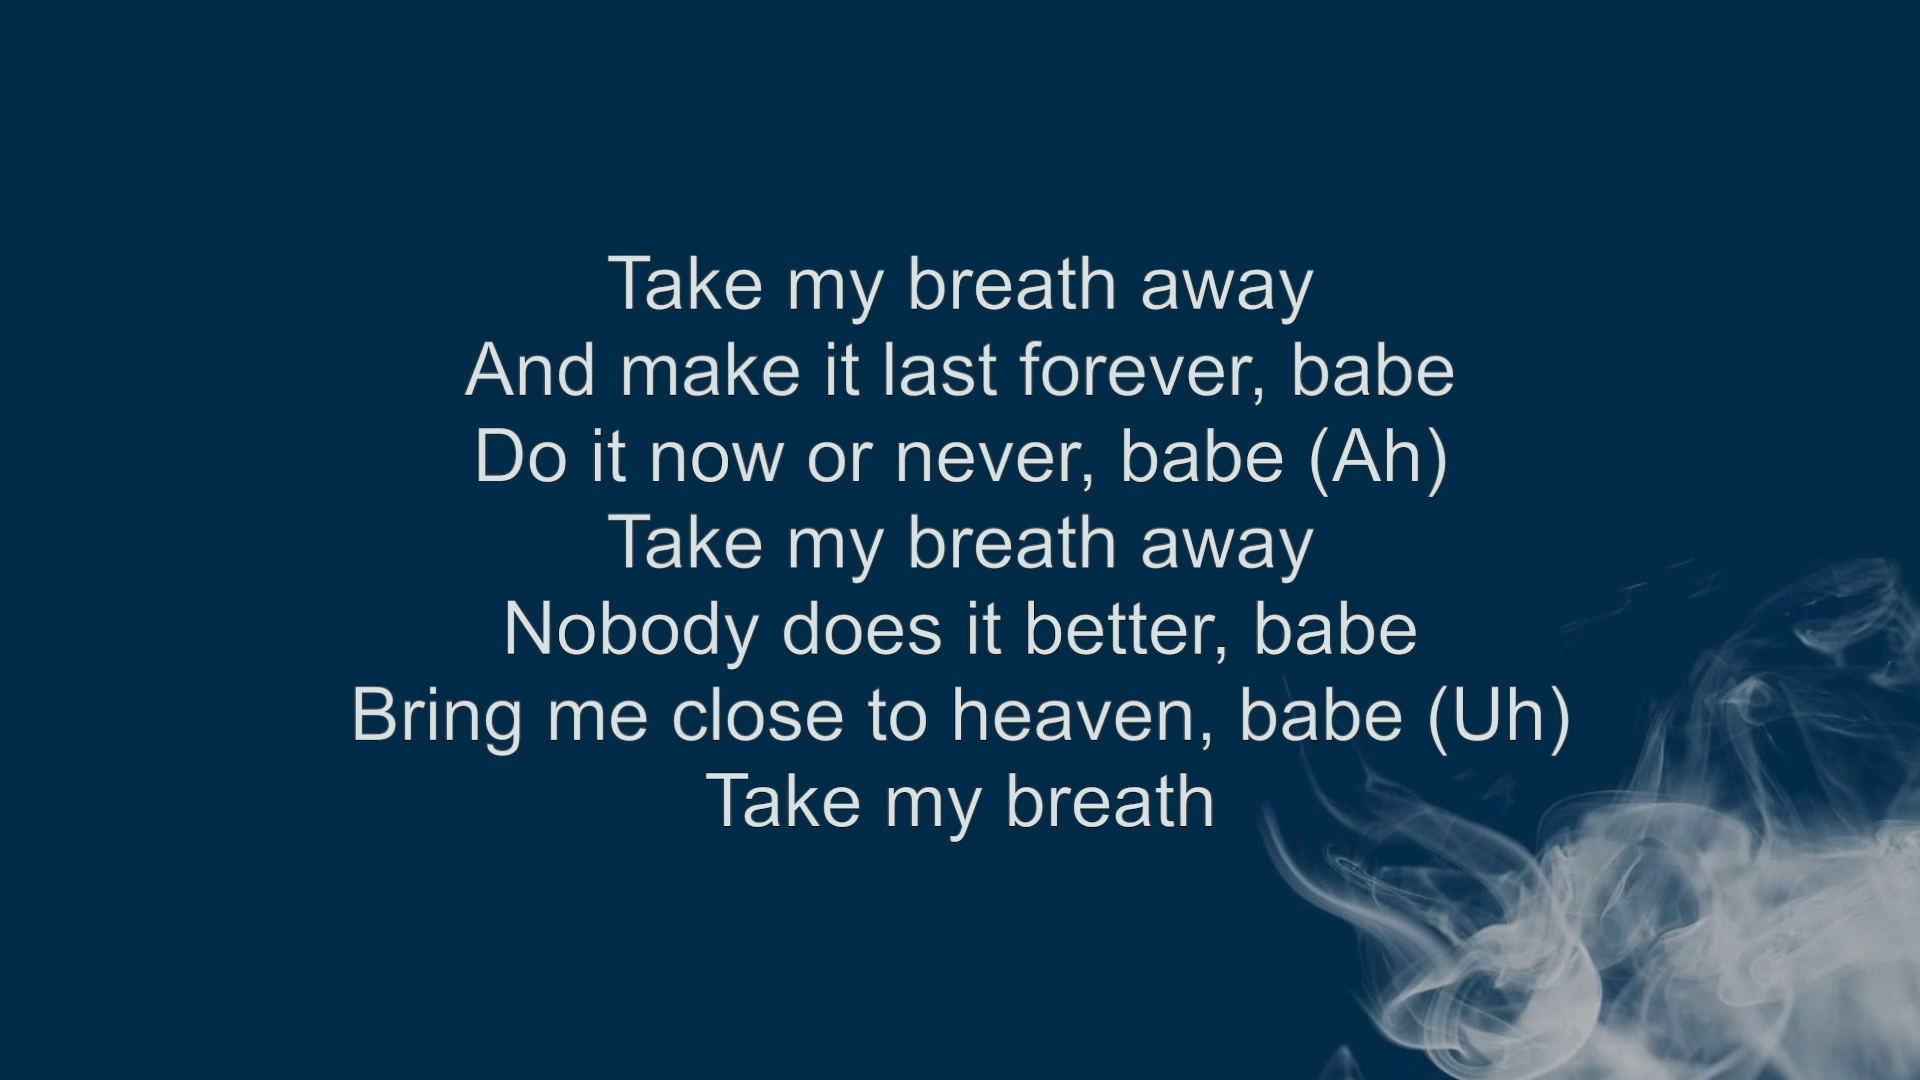 Take my breath away
And make it last forever, babe
Do it now or never, babe (Ah)
Take my breath away
Nobody does it better, babe
Bring me close to heaven, babe (Uh)
Take my breath